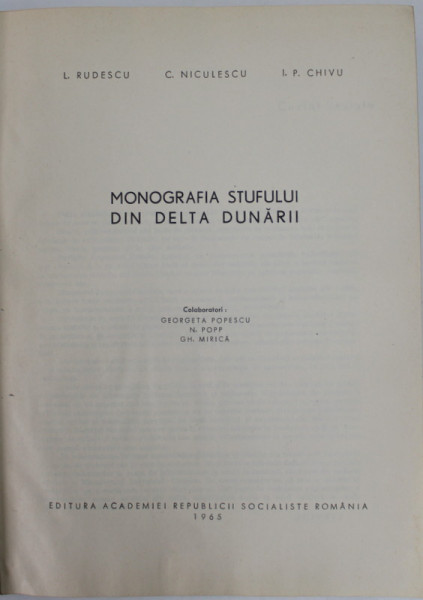 L. RUDESCU C. NICULESCU I. P. CHIVU
MONOGRAFIA STUFULUI
DIN DELTA DUNĂRII
Colaboratori :
GEORGETA POPESCU
N. POPP
GH. MIRICĂ
EDITURA ACADEMIEI REPUBLICII SOCIALISTE ROMÂNIA
1965